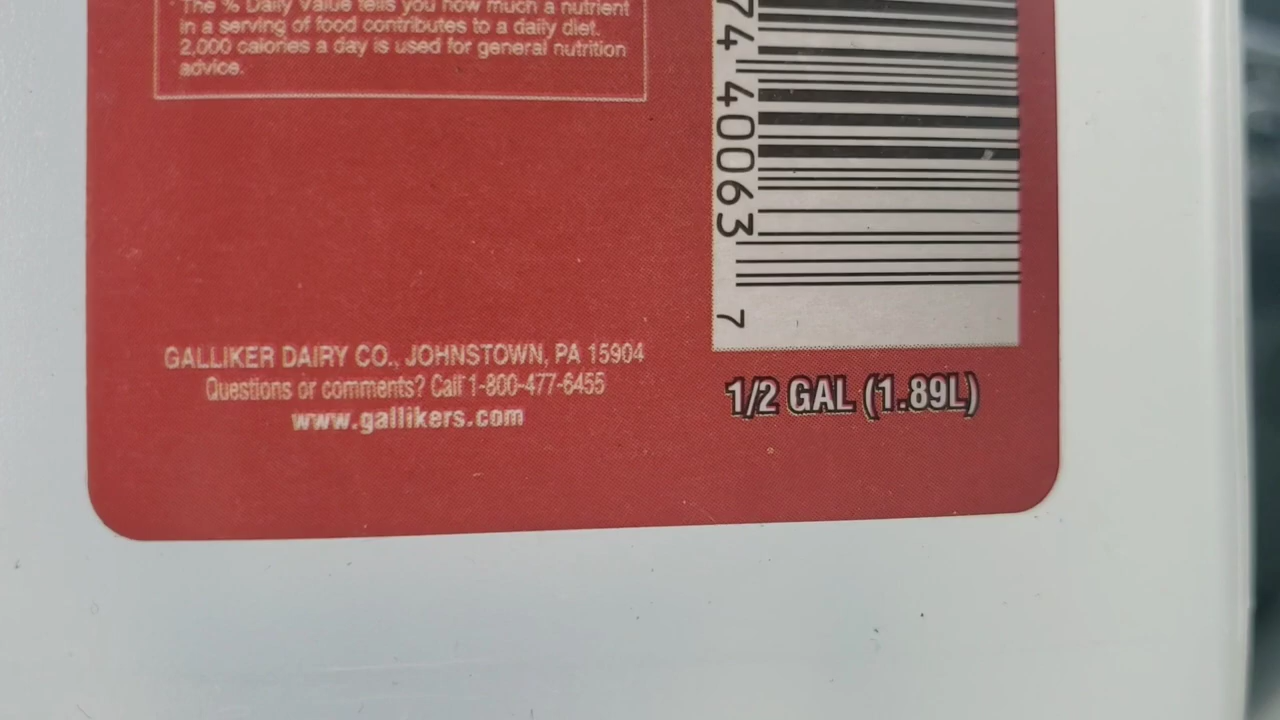 The % Daily Value tells you how much a nutrient
in a serving of food contributes to a daily diet.
2,000 calories a day is used for general nutrition
advice.
74 40063 7
GALLIKER DAIRY CO., JOHNSTOWN, PA 15904
Questions or comments? Call 1-800-477-6455
www.gallikers.com
1/2 GAL (1.89L)